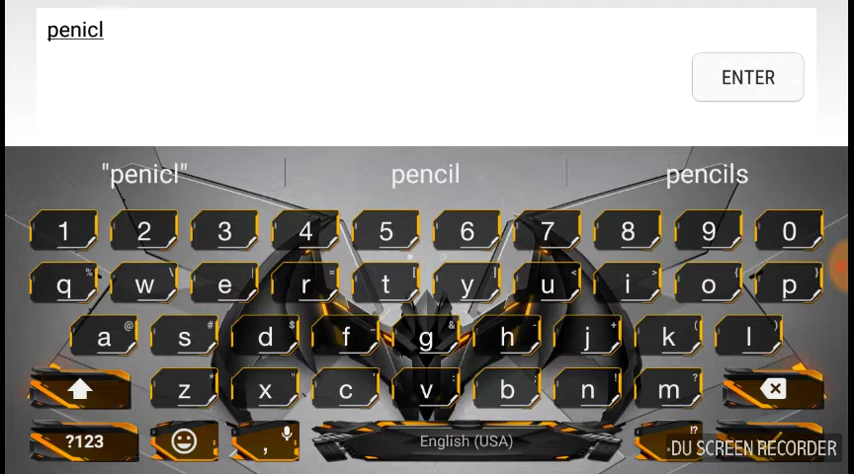 penicl
ENTER
"penicl" pencil pencils
1 2 3 4 5 6 7 8 9 0
q % w \ e | r = t [ y ] u < i > o { p }
a @ s # d $ f _ g & h - j + k ( l )
z x " c ' v : b ; n ! m ?
?123 , English (USA) !?
DU SCREEN RECORDER